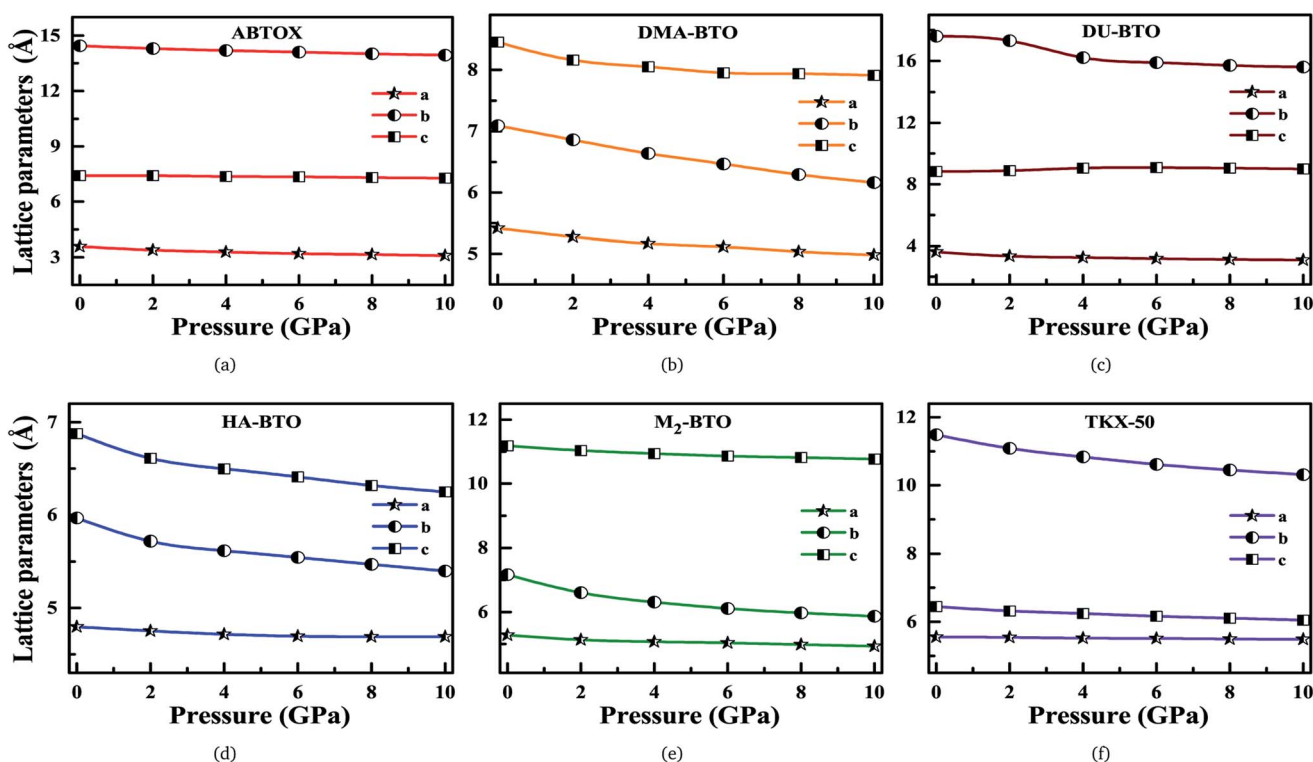 ABTOX
Lattice parameters (Å)
15
12
9
6
3
a
b
c
0 2 4 6 8 10
Pressure (GPa)
(a)
DMA-BTO
8
7
6
5
a
b
c
0 2 4 6 8 10
Pressure (GPa)
(b)
DU-BTO
16
12
8
4
a
b
c
0 2 4 6 8 10
Pressure (GPa)
(c)
HA-BTO
Lattice parameters (Å)
7
6
5
a
b
c
0 2 4 6 8 10
Pressure (GPa)
(d)
M₂-BTO
12
10
8
6
a
b
c
0 2 4 6 8 10
Pressure (GPa)
(e)
TKX-50
12
10
8
6
a
b
c
0 2 4 6 8 10
Pressure (GPa)
(f)